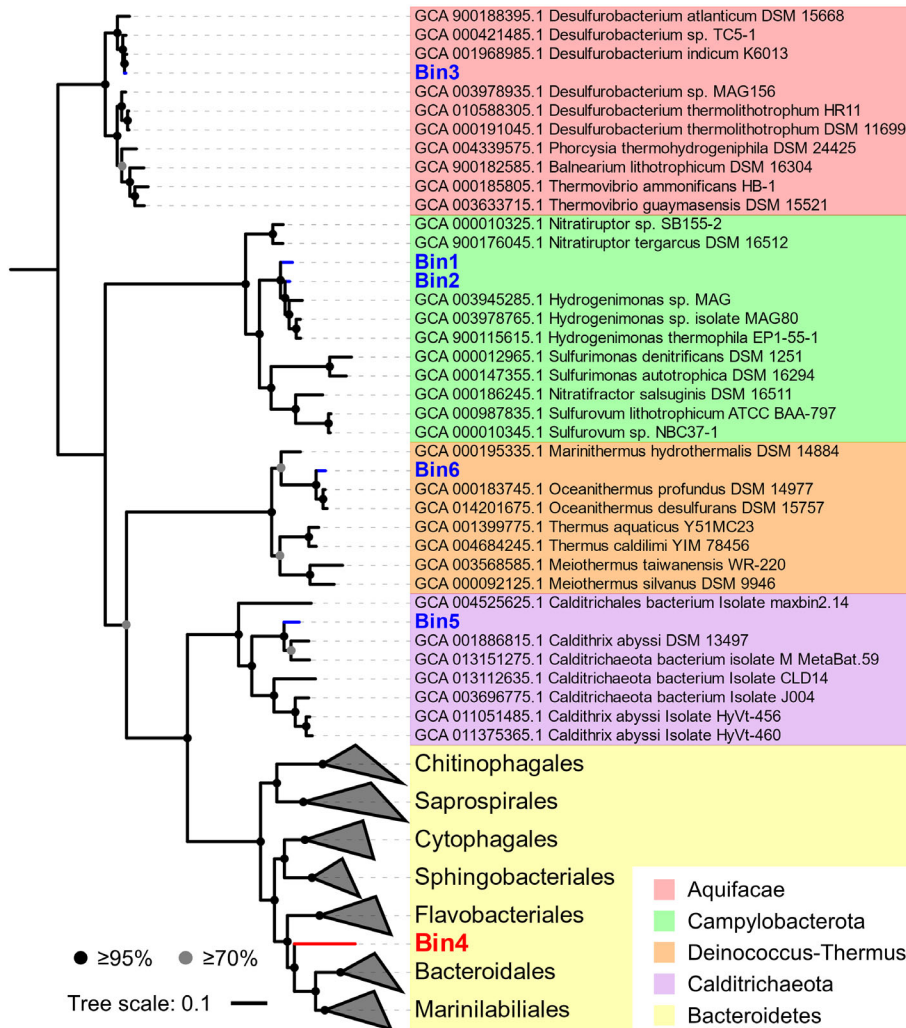 GCA 900188395.1 Desulfurobacterium atlanticum DSM 15668
GCA 000421485.1 Desulfurobacterium sp. TC5-1
GCA 001968985.1 Desulfurobacterium indicum K6013
Bin3
GCA 003978935.1 Desulfurobacterium sp. MAG156
GCA 010588305.1 Desulfurobacterium thermolithotrophum HR11
GCA 000191045.1 Desulfurobacterium thermolithotrophum DSM 11699
GCA 004339575.1 Phorcysia thermohydrogeniphila DSM 24425
GCA 900182585.1 Balnearium lithotrophicum DSM 16304
GCA 000185805.1 Thermovibrio ammonificans HB-1
GCA 003633715.1 Thermovibrio guaymasensis DSM 15521
GCA 000010325.1 Nitratiruptor sp. SB155-2
GCA 900176045.1 Nitratiruptor tergarcus DSM 16512
Bin1
Bin2
GCA 003945285.1 Hydrogenimonas sp. MAG
GCA 003978765.1 Hydrogenimonas sp. isolate MAG80
GCA 900115615.1 Hydrogenimonas thermophila EP1-55-1
GCA 000012965.1 Sulfurimonas denitrificans DSM 1251
GCA 000147355.1 Sulfurimonas autotrophica DSM 16294
GCA 000186245.1 Nitratifractor salsuginis DSM 16511
GCA 000987835.1 Sulfurovum lithotrophicum ATCC BAA-797
GCA 000010345.1 Sulfurovum sp. NBC37-1
GCA 000195335.1 Marinithermus hydrothermalis DSM 14884
Bin6
GCA 000183745.1 Oceanithermus profundus DSM 14977
GCA 014201675.1 Oceanithermus desulfurans DSM 15757
GCA 001399775.1 Thermus aquaticus Y51MC23
GCA 004684245.1 Thermus caldilimi YIM 78456
GCA 003568585.1 Meiothermus taiwanensis WR-220
GCA 000092125.1 Meiothermus silvanus DSM 9946
GCA 004525625.1 Calditrichales bacterium Isolate maxbin2.14
Bin5
GCA 001886815.1 Caldithrix abyssi DSM 13497
GCA 013151275.1 Calditrichaeota bacterium isolate M MetaBat.59
GCA 013112635.1 Calditrichaeota bacterium Isolate CLD14
GCA 003696775.1 Calditrichaeota bacterium Isolate J004
GCA 011051485.1 Caldithrix abyssi Isolate HyVt-456
GCA 011375365.1 Caldithrix abyssi Isolate HyVt-460
Chitinophagales
Saprospirales
Cytophagales
Sphingobacteriales
Flavobacteriales
Bin4
Bacteroidales
Marinilabiliales
≥95% ≥70%
Tree scale: 0.1
Aquifacae
Campylobacterota
Deinococcus-Thermus
Calditrichaeota
Bacteroidetes